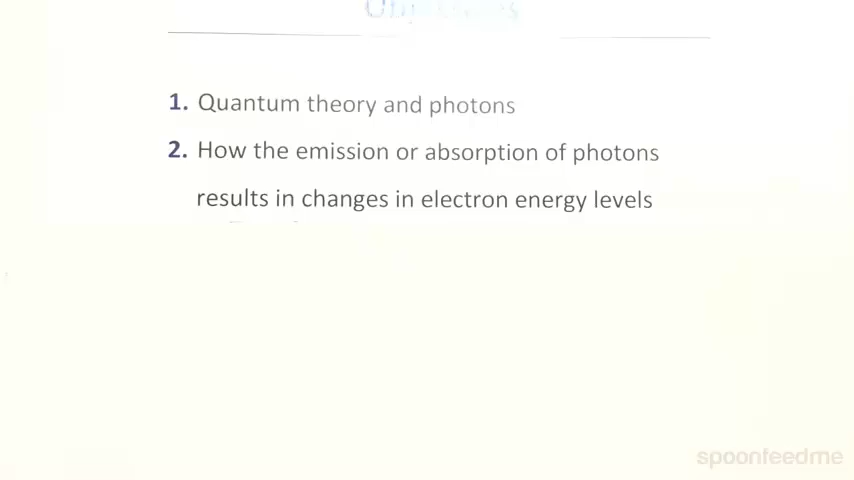 Objectives
1. Quantum theory and photons
2. How the emission or absorption of photons
results in changes in electron energy levels
spoonfeedme